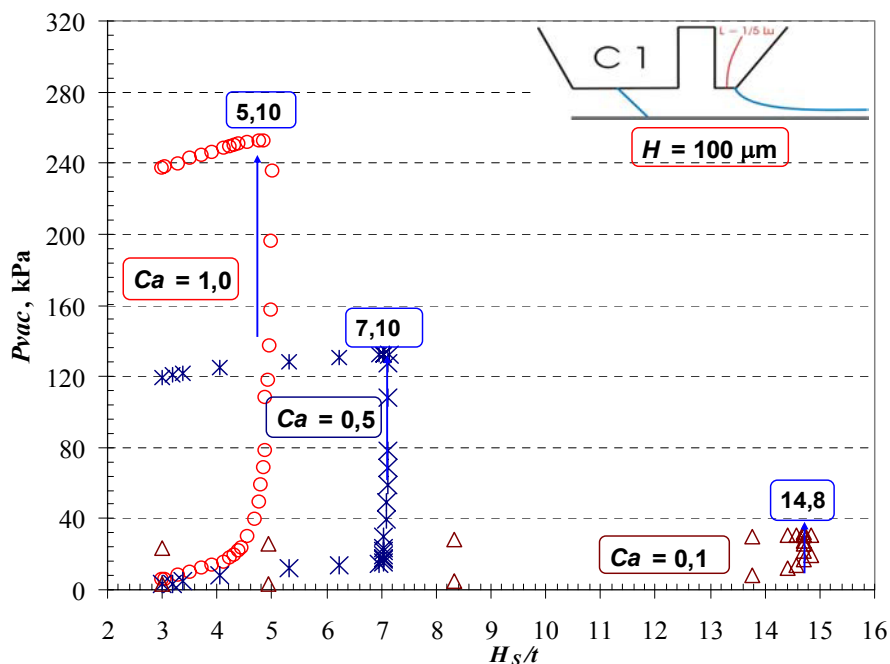 320
280
240
200
160
120
80
40
0
Pvac, kPa
5,10
C 1
L – 1/5 Lu
H = 100 μm
Ca = 1,0
7,10
Ca = 0,5
14,8
Ca = 0,1
2 3 4 5 6 7 8 9 10 11 12 13 14 15 16
H_S/t